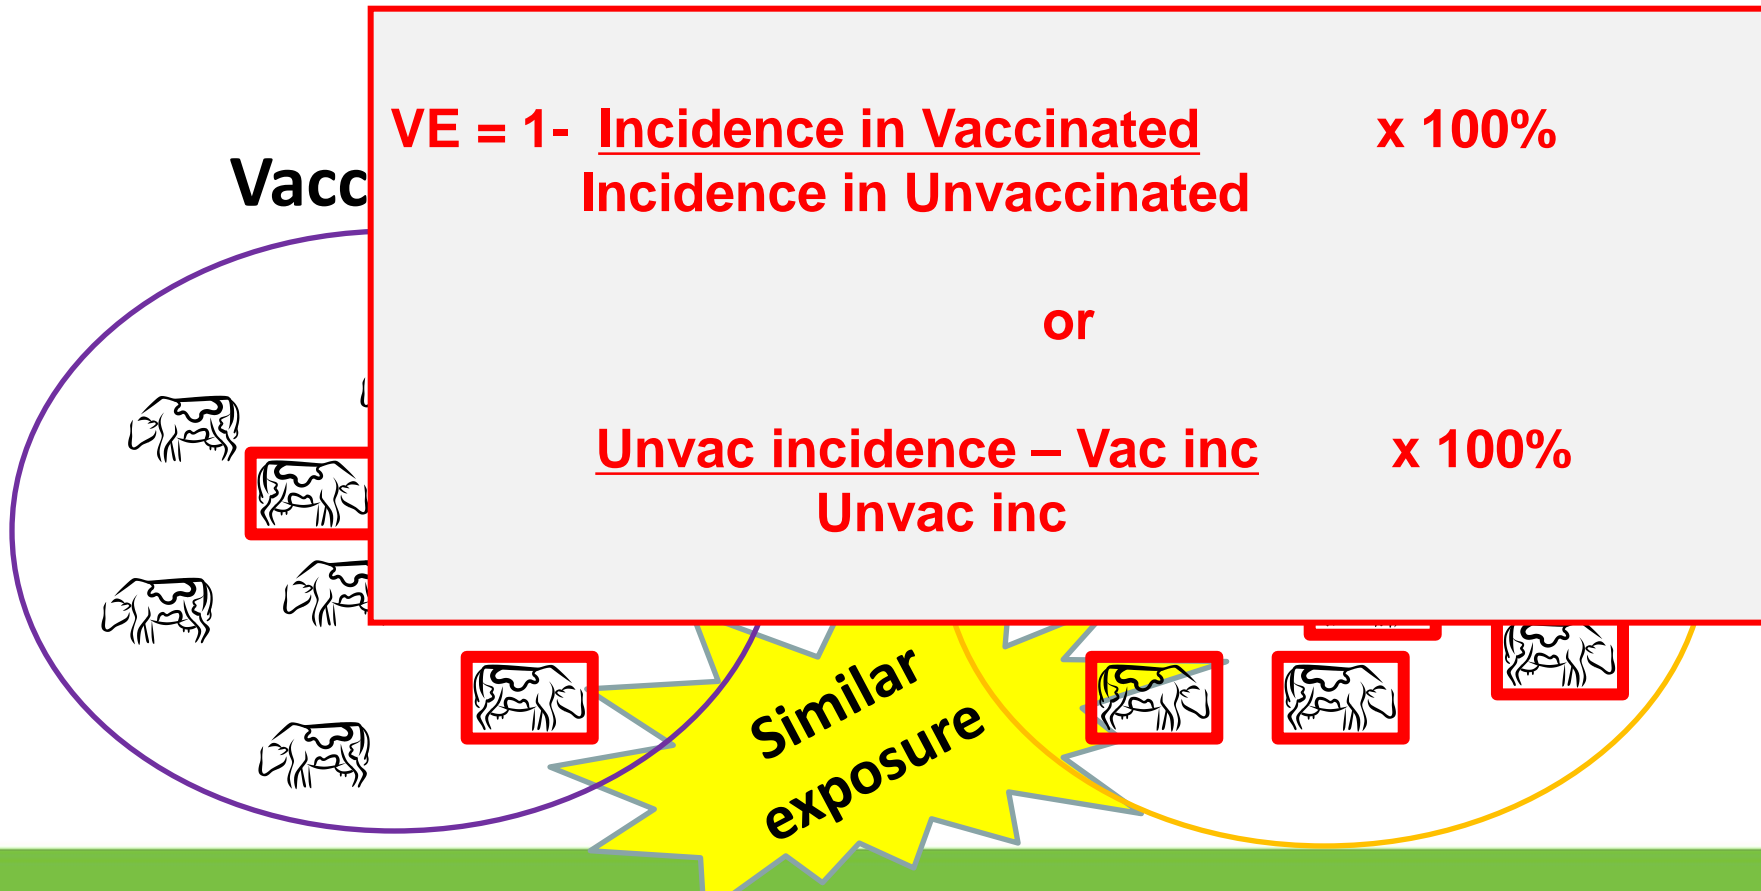 VE = 1- Incidence in Vaccinated x 100%
Incidence in Unvaccinated
or
Unvac incidence – Vac inc x 100%
Unvac inc
Vacc
Similar
exposure